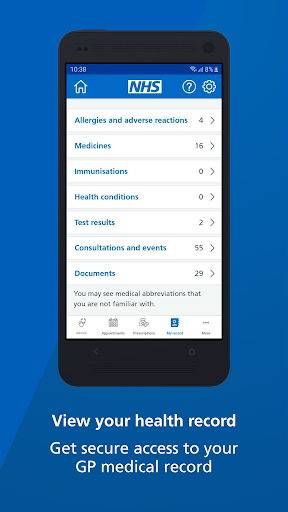 10:38
8%
NHS
Allergies and adverse reactions 4
Medicines 16
Immunisations 0
Health conditions 0
Test results 2
Consultations and events 55
Documents 29
You may see medical abbreviations that
you are not familiar with.
Advice Appointments Prescriptions My record More
View your health record
Get secure access to your
GP medical record